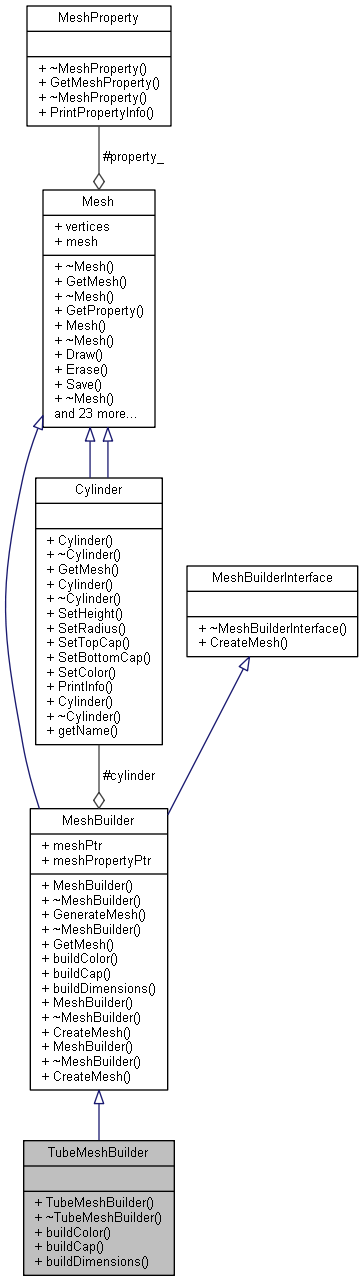 MeshProperty
+ ~MeshProperty()
+ GetMeshProperty()
+ ~MeshProperty()
+ PrintPropertyInfo()
#property_
Mesh
+ vertices
+ mesh
+ ~Mesh()
+ GetMesh()
+ ~Mesh()
+ GetProperty()
+ Mesh()
+ ~Mesh()
+ Draw()
+ Erase()
+ Save()
+ ~Mesh()
and 23 more...
Cylinder
+ Cylinder()
+ ~Cylinder()
+ GetMesh()
+ Cylinder()
+ ~Cylinder()
+ SetHeight()
+ SetRadius()
+ SetTopCap()
+ SetBottomCap()
+ SetColor()
+ PrintInfo()
+ Cylinder()
+ ~Cylinder()
+ getName()
MeshBuilderInterface
+ ~MeshBuilderInterface()
+ CreateMesh()
#cylinder
MeshBuilder
+ meshPtr
+ meshPropertyPtr
+ MeshBuilder()
+ ~MeshBuilder()
+ GenerateMesh()
+ ~MeshBuilder()
+ GetMesh()
+ buildColor()
+ buildCap()
+ buildDimensions()
+ MeshBuilder()
+ ~MeshBuilder()
+ CreateMesh()
+ MeshBuilder()
+ ~MeshBuilder()
+ CreateMesh()
TubeMeshBuilder
+ TubeMeshBuilder()
+ ~TubeMeshBuilder()
+ buildColor()
+ buildCap()
+ buildDimensions()